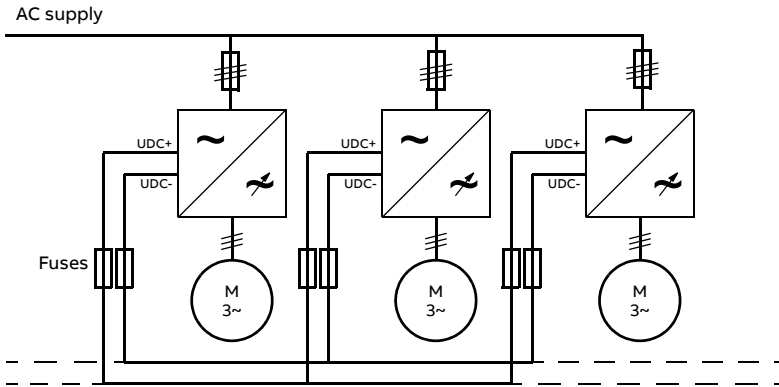 AC supply
UDC+
UDC-
UDC+
UDC-
UDC+
UDC-
Fuses
M
3~
M
3~
M
3~